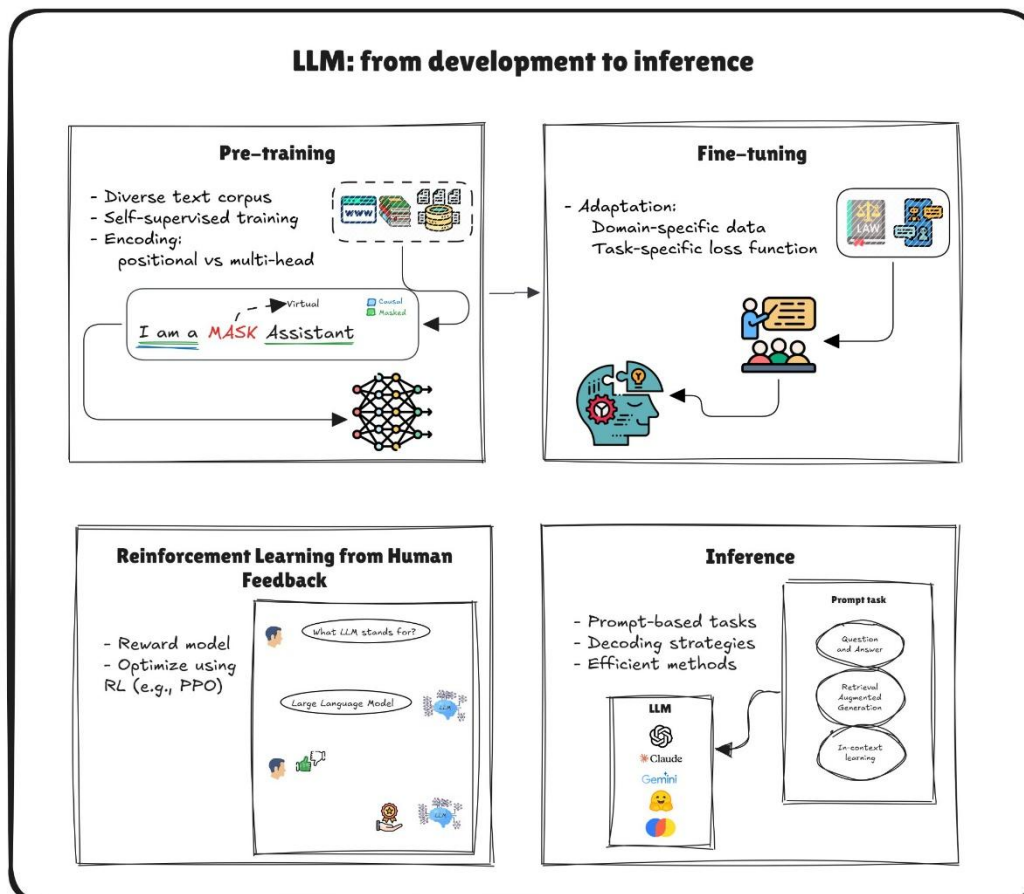 LLM: from development to inference
Pre-training
- Diverse text corpus
- Self-supervised training
- Encoding:
positional vs multi-head
WWW
Virtual
Causal
Masked
I am a MASK Assistant
Fine-tuning
- Adaptation:
Domain-specific data
Task-specific loss function
LAW
Reinforcement Learning from Human
Feedback
- Reward model
- Optimize using
RL (e.g., PPO)
What LLM stands for?
Large Language Model
LLM
LLM
Inference
- Prompt-based tasks
- Decoding strategies
- Efficient methods
Prompt task
Question
and Answer
Retrieval
Augmented
Generation
In-context
learning
LLM
Claude
Gemini